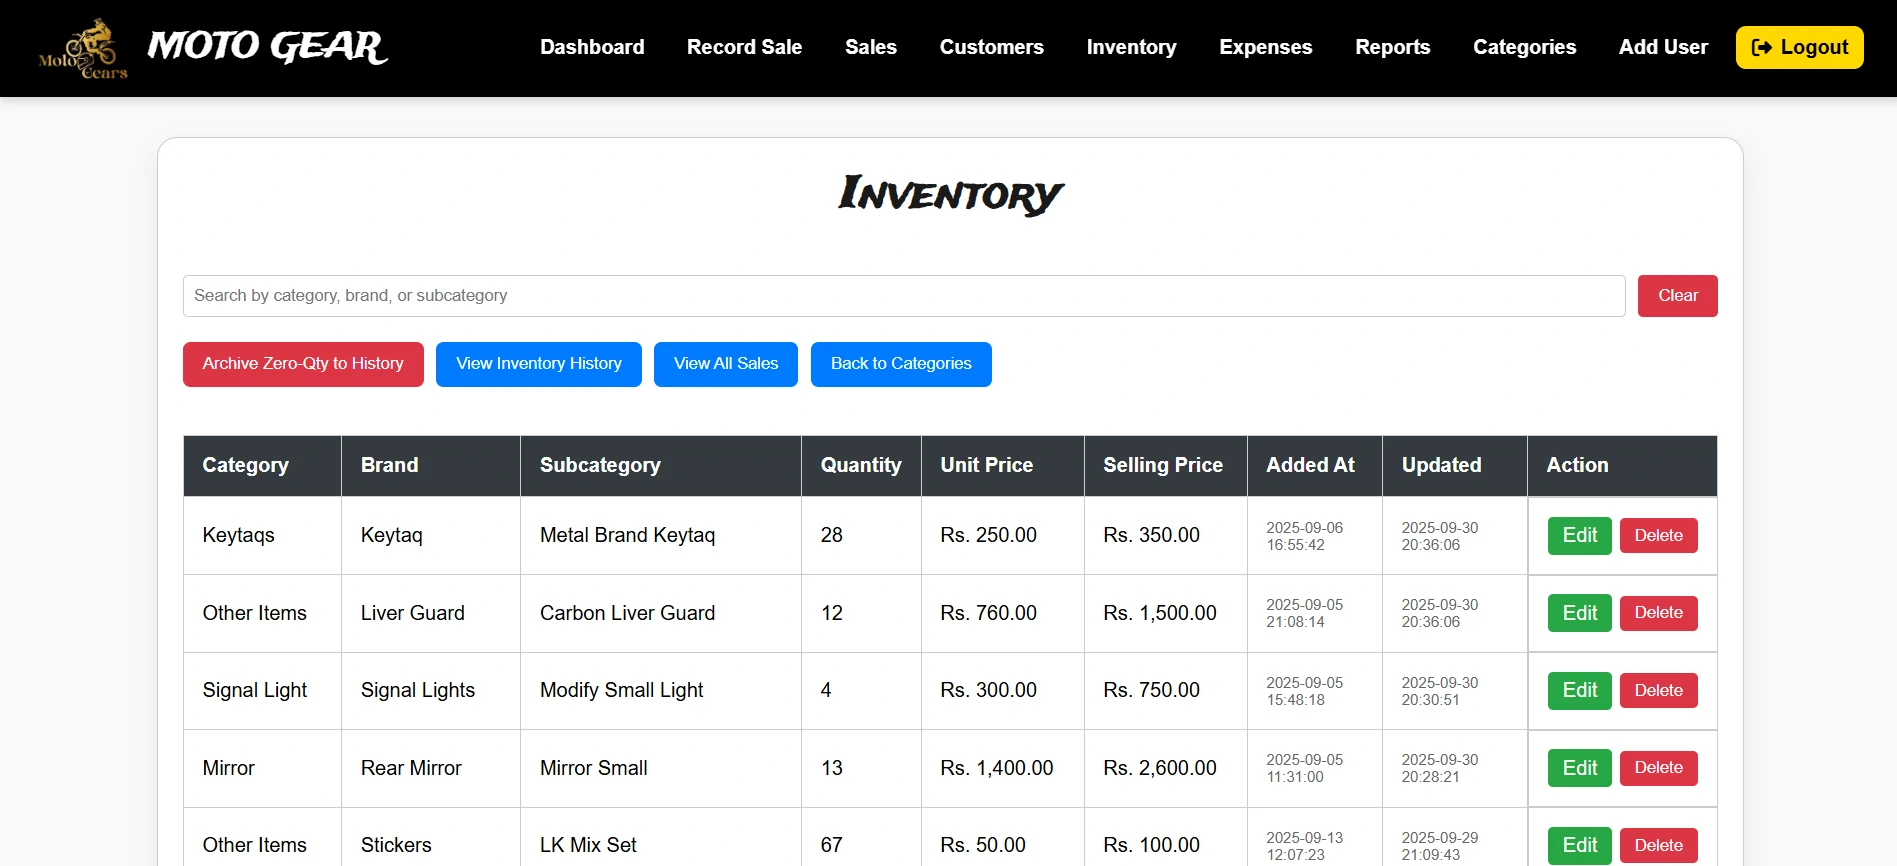 Moto Gears
MOTO GEAR
Dashboard Record Sale Sales Customers Inventory Expenses Reports Categories Add User Logout
Inventory
Search by category, brand, or subcategory Clear
Archive Zero-Qty to History View Inventory History View All Sales Back to Categories
Category Brand Subcategory Quantity Unit Price Selling Price Added At Updated Action
Keytaqs Keytaq Metal Brand Keytaq 28 Rs. 250.00 Rs. 350.00 2025-09-06 16:55:42 2025-09-30 20:36:06 Edit Delete
Other Items Liver Guard Carbon Liver Guard 12 Rs. 760.00 Rs. 1,500.00 2025-09-05 21:08:14 2025-09-30 20:36:06 Edit Delete
Signal Light Signal Lights Modify Small Light 4 Rs. 300.00 Rs. 750.00 2025-09-05 15:48:18 2025-09-30 20:30:51 Edit Delete
Mirror Rear Mirror Mirror Small 13 Rs. 1,400.00 Rs. 2,600.00 2025-09-05 11:31:00 2025-09-30 20:28:21 Edit Delete
Other Items Stickers LK Mix Set 67 Rs. 50.00 Rs. 100.00 2025-09-13 12:07:23 2025-09-29 21:09:43 Edit Delete